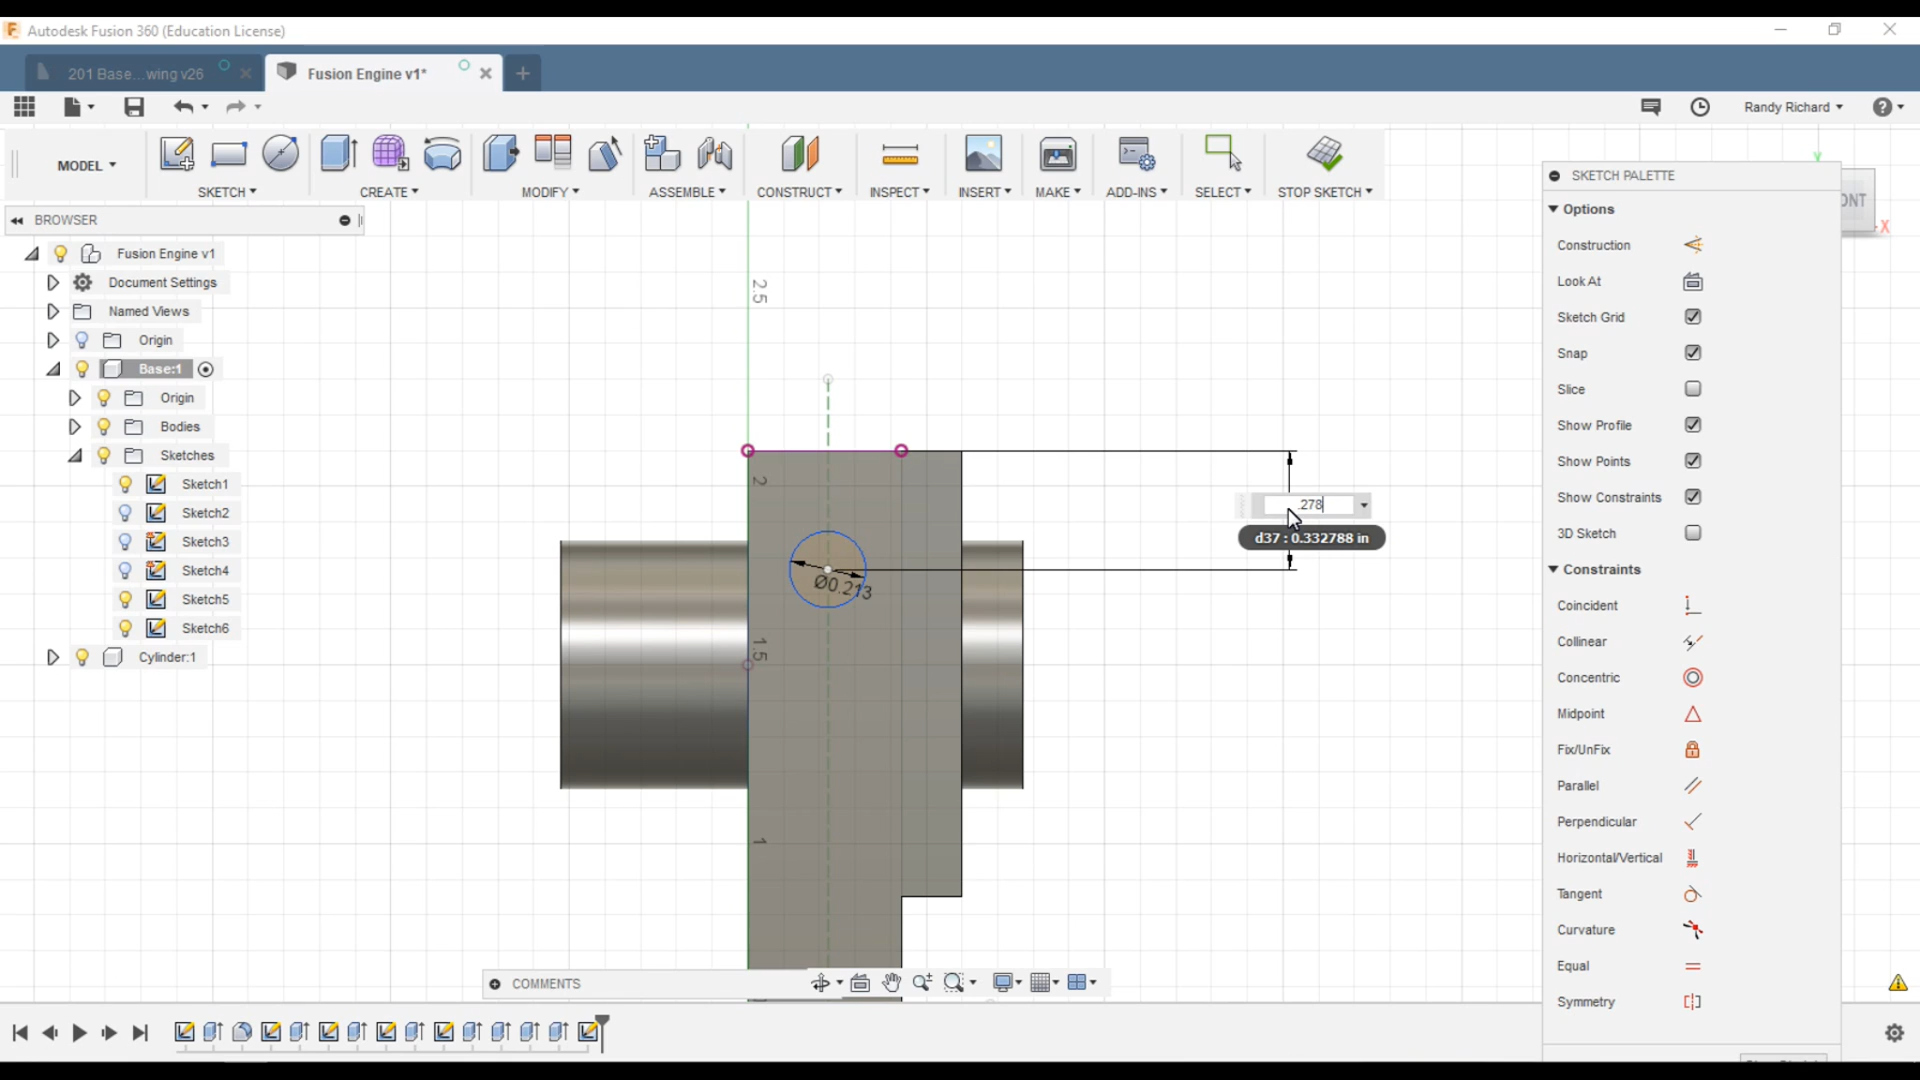 Autodesk Fusion 360 (Education License)
201 Base...wing v26
Fusion Engine v1*
Randy Richard
MODEL
SKETCH
CREATE
MODIFY
ASSEMBLE
CONSTRUCT
INSPECT
INSERT
MAKE
ADD-INS
SELECT
STOP SKETCH
BROWSER
Fusion Engine v1
Document Settings
Named Views
Origin
Base:1
Origin
Bodies
Sketches
Sketch1
Sketch2
Sketch3
Sketch4
Sketch5
Sketch6
Cylinder:1
2.5
2
1.5
1
Ø0.213
.278
d37 : 0.332788 in
Y
X
SKETCH PALETTE
Options
Construction
Look At
Sketch Grid
Snap
Slice
Show Profile
Show Points
Show Constraints
3D Sketch
Constraints
Coincident
Collinear
Concentric
Midpoint
Fix/UnFix
Parallel
Perpendicular
Horizontal/Vertical
Tangent
Curvature
Equal
Symmetry
COMMENTS